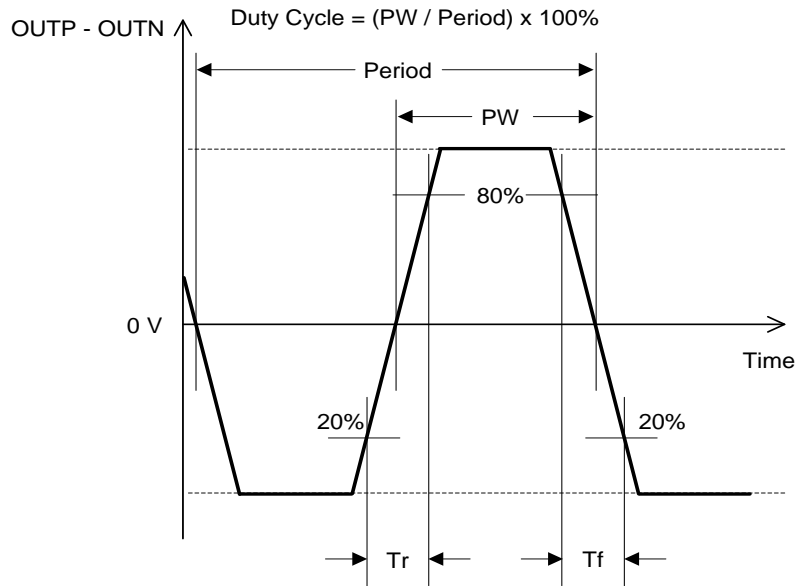 Duty Cycle = (PW / Period) x 100%
OUTP - OUTN
Period
PW
80%
0 V
Time
20%
20%
Tr
Tf